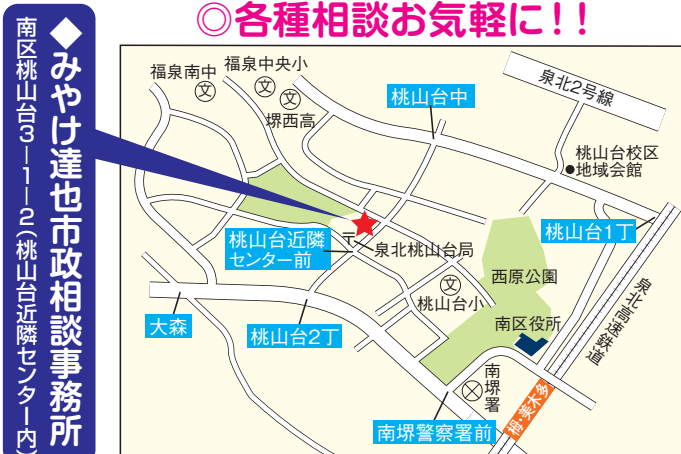 ◎各種相談お気軽に!!
◆みやけ達也市政相談事務所
南区桃山台3―1―2(桃山台近隣センター内)
福泉南中
文
福泉中央小
文
文
堺西高
桃山台中
泉北2号線
桃山台校区
●地域会館
桃山台1丁
桃山台近隣
センター前
〒
泉北桃山台局
文
桃山台小
西原公園
南区役所
泉北高速鉄道
大森
桃山台2丁
南堺署
南堺警察署前
栂・美木多